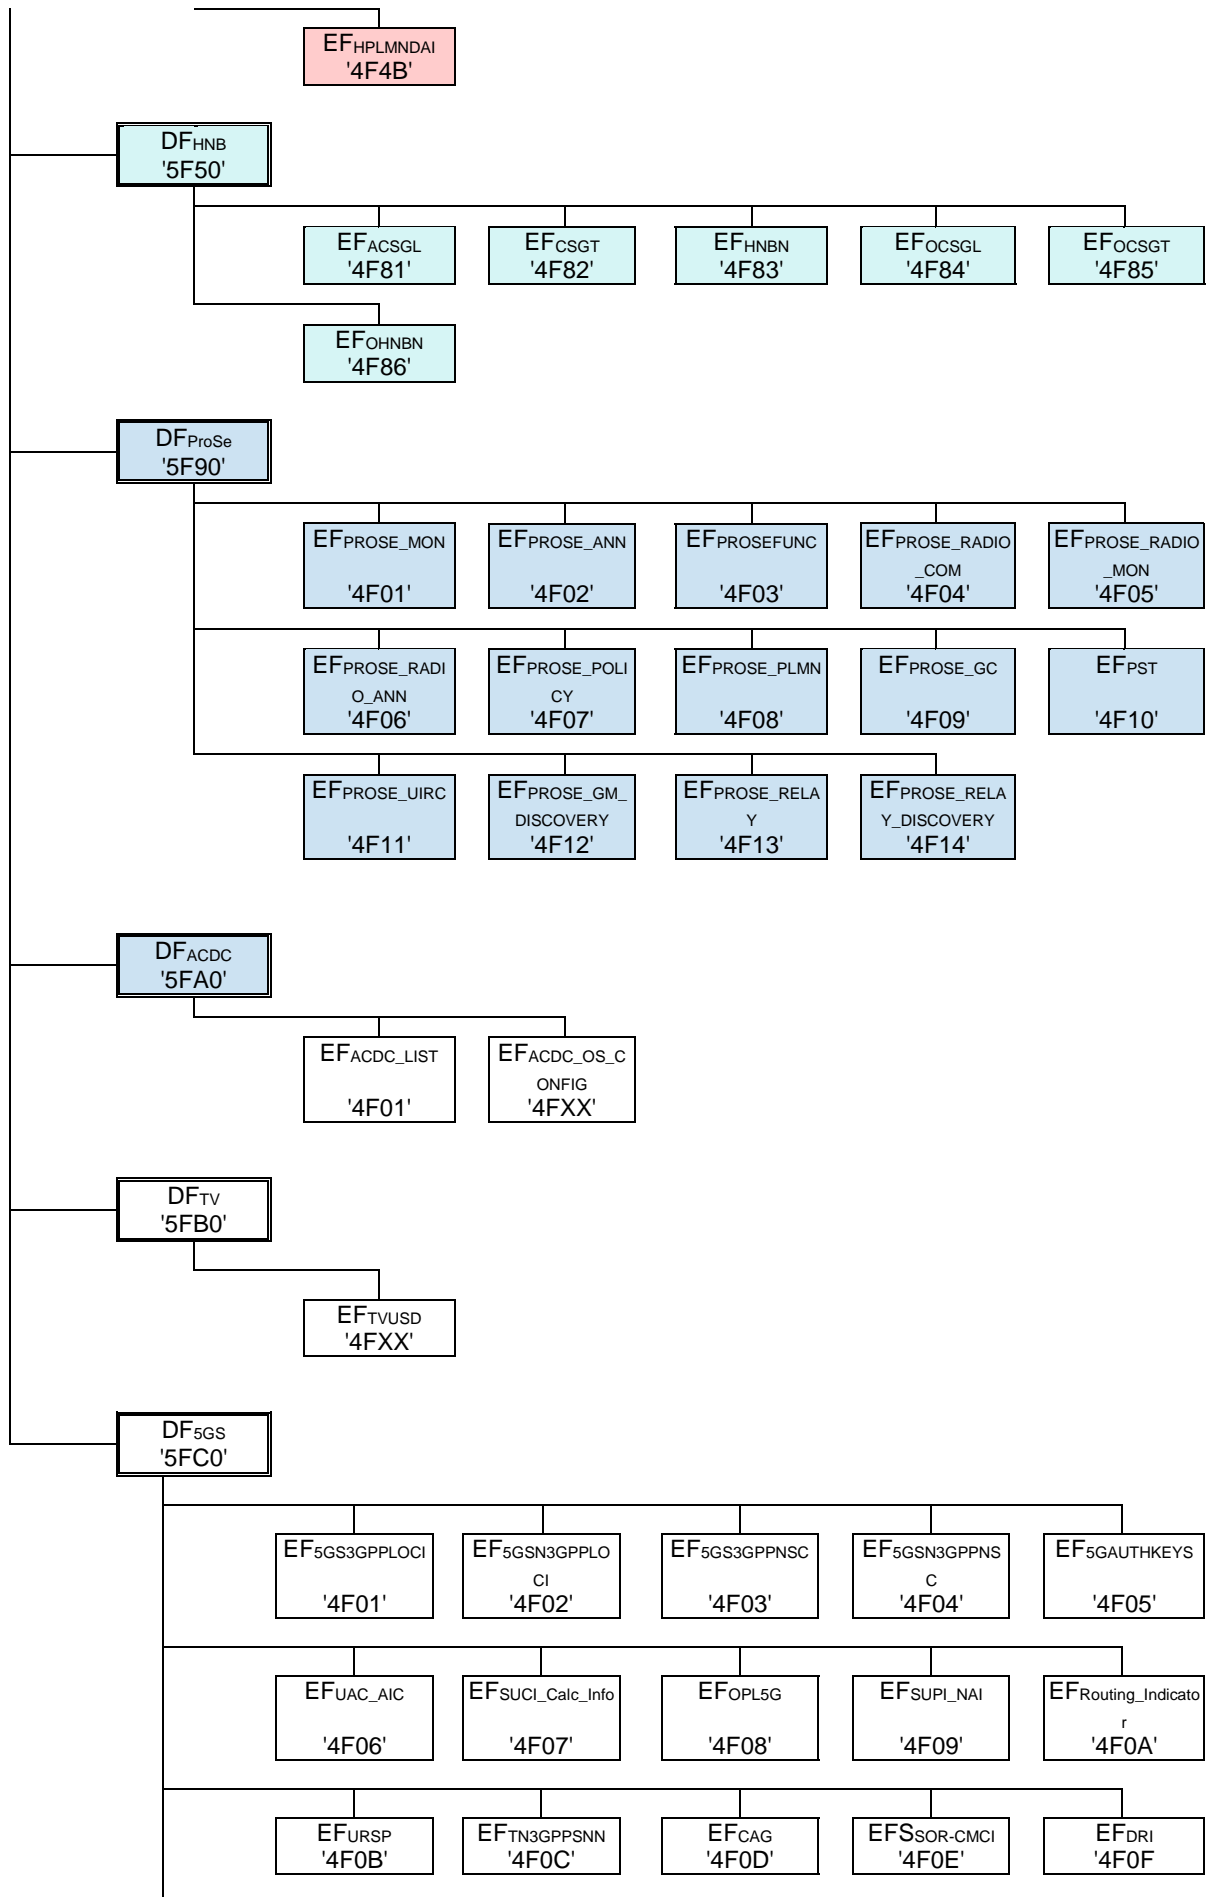 EFHPLMNDAI
'4F4B'
DFHNB
'5F50'
EFACSGL
'4F81'
EFCSGT
'4F82'
EFHNBN
'4F83'
EFOCSGL
'4F84'
EFOCSGT
'4F85'
EFOHNBN
'4F86'
DFProSe
'5F90'
EFPROSE_MON
'4F01'
EFPROSE_ANN
'4F02'
EFPROSEFUNC
'4F03'
EFPROSE_RADIO
_COM
'4F04'
EFPROSE_RADIO
_MON
'4F05'
EFPROSE_RADI
O_ANN
'4F06'
EFPROSE_POLI
CY
'4F07'
EFPROSE_PLMN
'4F08'
EFPROSE_GC
'4F09'
EFPST
'4F10'
EFPROSE_UIRC
'4F11'
EFPROSE_GM_
DISCOVERY
'4F12'
EFPROSE_RELA
Y
'4F13'
EFPROSE_RELA
Y_DISCOVERY
'4F14'
DFACDC
'5FA0'
EFACDC_LIST
'4F01'
EFACDC_OS_C
ONFIG
'4FXX'
DFTV
'5FB0'
EFTVUSD
'4FXX'
DF5GS
'5FC0'
EF5GS3GPPLOCI
'4F01'
EF5GSN3GPPLO
CI
'4F02'
EF5GS3GPPNSC
'4F03'
EF5GSN3GPPNS
C
'4F04'
EF5GAUTHKEYS
'4F05'
EFUAC_AIC
'4F06'
EFSUCI_Calc_Info
'4F07'
EFOPL5G
'4F08'
EFSUPI_NAI
'4F09'
EFRouting_Indicato
r
'4F0A'
EFURSP
'4F0B'
EFTN3GPPSNN
'4F0C'
EFCAG
'4F0D'
EFSSOR-CMCI
'4F0E'
EFDRI
'4F0F